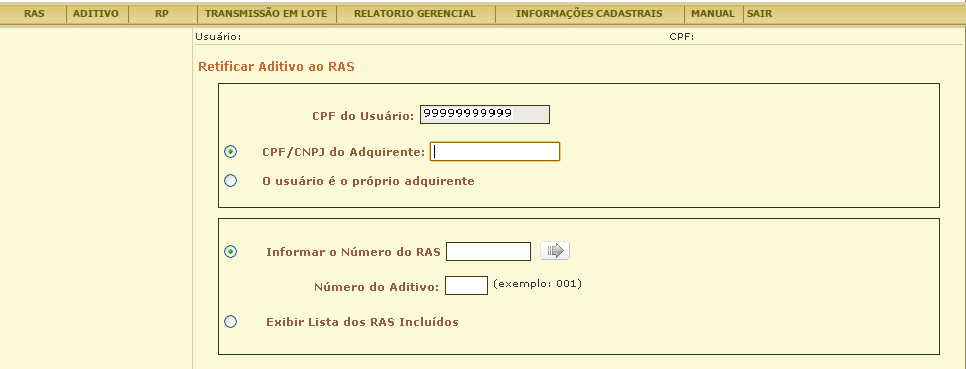 RAS ADITIVO RP TRANSMISSÃO EM LOTE RELATORIO GERENCIAL INFORMAÇÕES CADASTRAIS MANUAL SAIR
Usuário: CPF:
Retificar Aditivo ao RAS
CPF do Usuário: 99999999999
CPF/CNPJ do Adquirente:
O usuário é o próprio adquirente
Informar o Número do RAS
Número do Aditivo: (exemplo: 001)
Exibir Lista dos RAS Incluídos